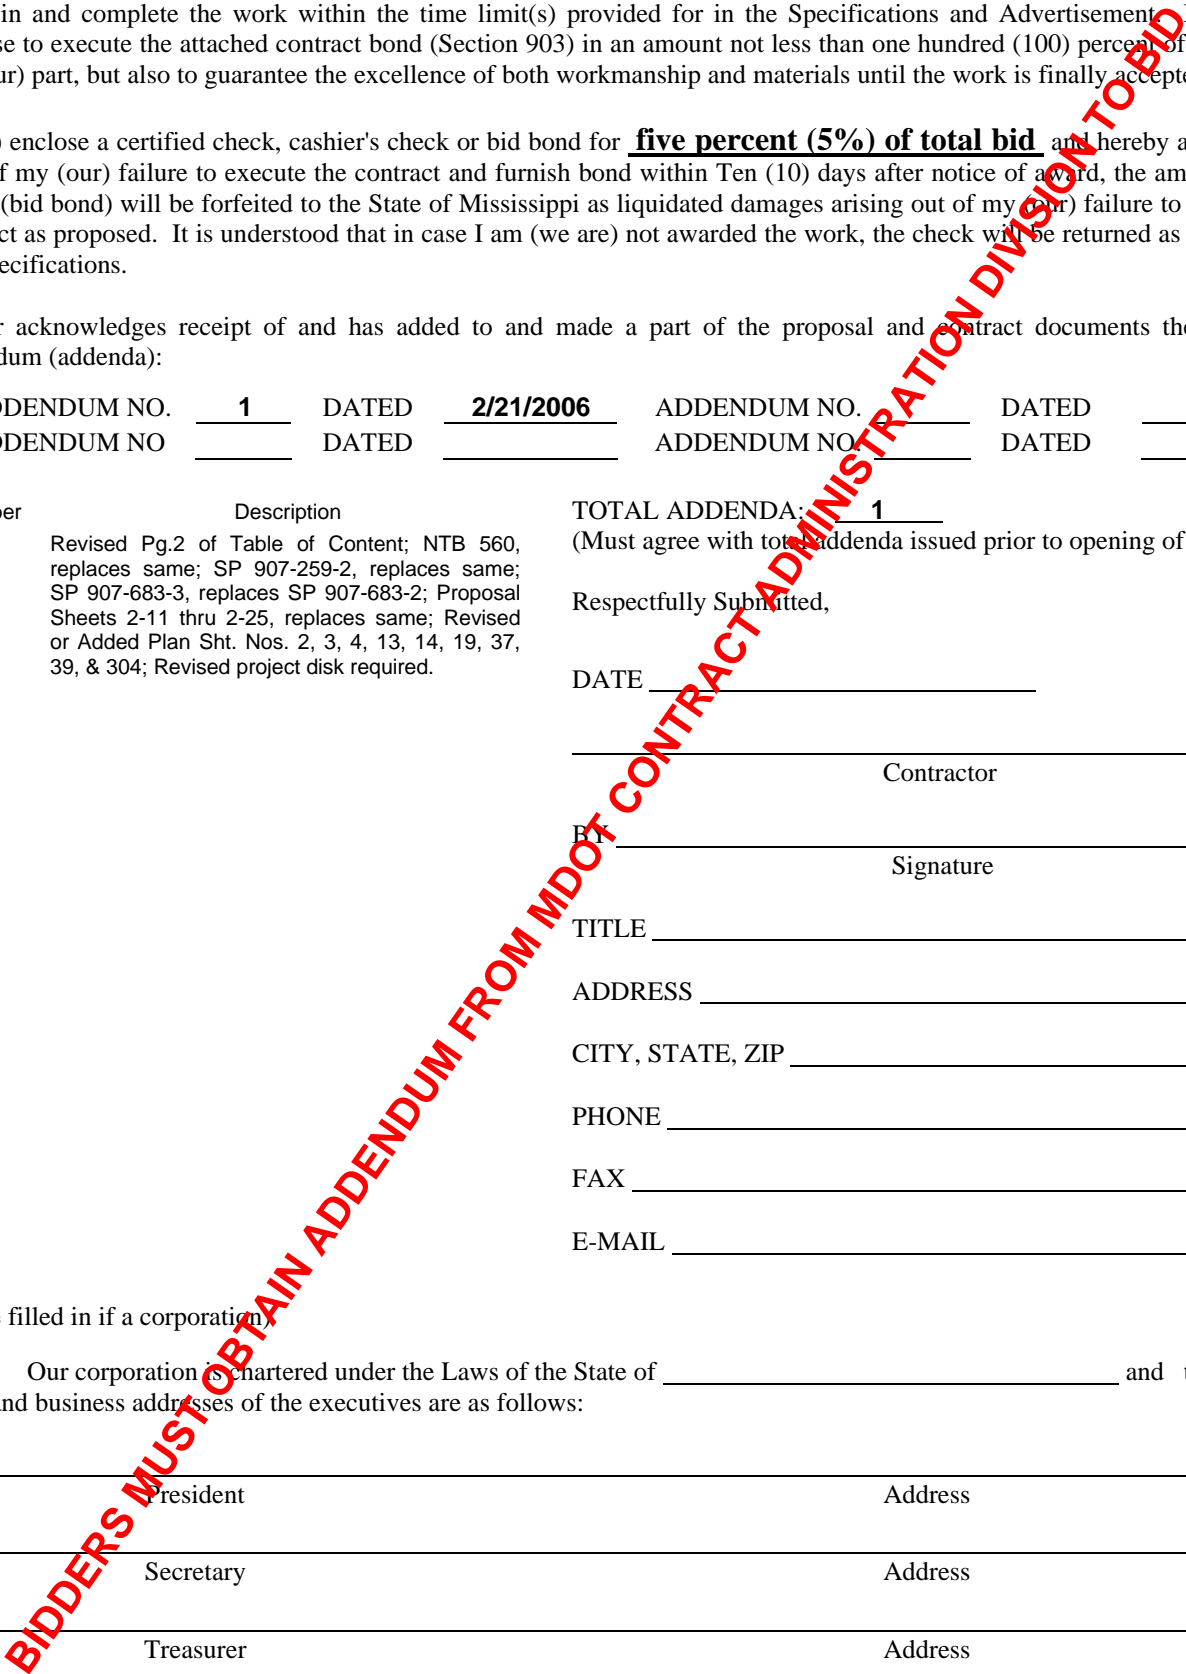 in and complete the work within the time limit(s) provided for in the Specifications and Advertisement.
se to execute the attached contract bond (Section 903) in an amount not less than one hundred (100) percent of
ur) part, but also to guarantee the excellence of both workmanship and materials until the work is finally accepte
) enclose a certified check, cashier's check or bid bond for five percent (5%) of total bid and hereby a
f my (our) failure to execute the contract and furnish bond within Ten (10) days after notice of award, the am
(bid bond) will be forfeited to the State of Mississippi as liquidated damages arising out of my (our) failure to
ct as proposed. It is understood that in case I am (we are) not awarded the work, the check will be returned as
ecifications.
r acknowledges receipt of and has added to and made a part of the proposal and contract documents the
dum (addenda):
DDENDUM NO. 1 DATED 2/21/2006 ADDENDUM NO. DATED
DDENDUM NO DATED ADDENDUM NO. DATED
ber Description
Revised Pg.2 of Table of Content; NTB 560,
replaces same; SP 907-259-2, replaces same;
SP 907-683-3, replaces SP 907-683-2; Proposal
Sheets 2-11 thru 2-25, replaces same; Revised
or Added Plan Sht. Nos. 2, 3, 4, 13, 14, 19, 37,
39, & 304; Revised project disk required.
TOTAL ADDENDA: 1
(Must agree with total addenda issued prior to opening of
Respectfully Submitted,
DATE
Contractor
BY
Signature
TITLE
ADDRESS
CITY, STATE, ZIP
PHONE
FAX
E-MAIL
filled in if a corporation)
Our corporation is chartered under the Laws of the State of and t
and business addresses of the executives are as follows:
President Address
Secretary Address
Treasurer Address
BIDDERS MUST OBTAIN ADDENDUM FROM MDOT CONTRACT ADMINISTRATION DIVISION TO BID